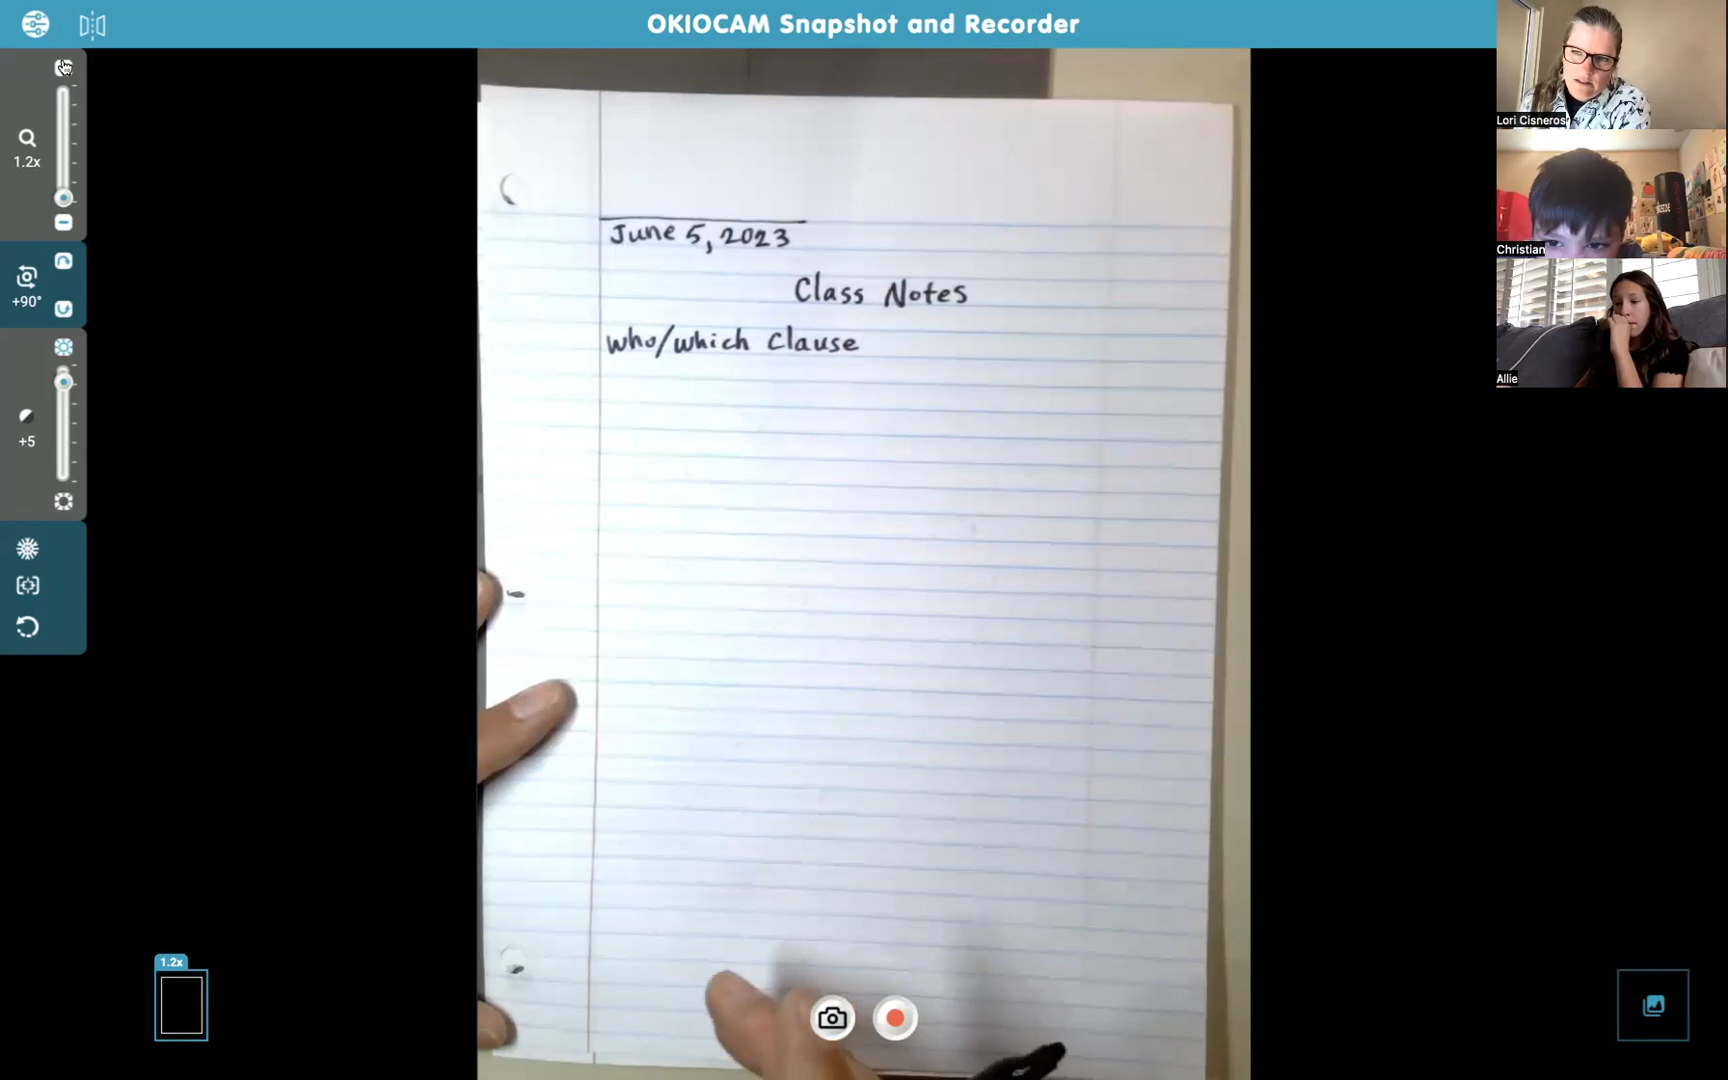 OKIOCAM Snapshot and Recorder
1.2x
+90°
+5
Lori Cisneros
Christian
Allie
June 5, 2023
Class Notes
who/which Clause
1.2x